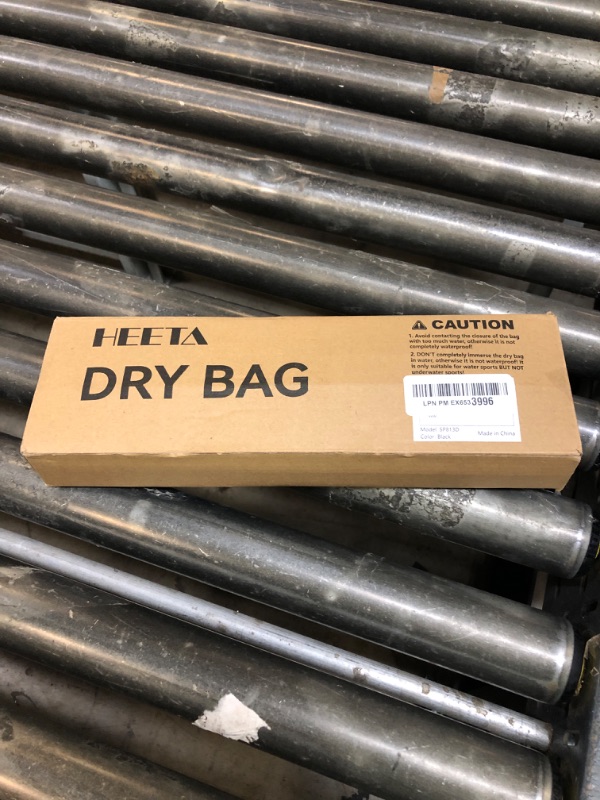 HEETA
DRY BAG
CAUTION
1. Avoid contacting the closure of the bag
with too much water, otherwise it is not
completely waterproof!
2. DON'T completely immerse the dry bag
in water, otherwise it is not waterproof! It
is only suitable for water sports BUT NOT
underwater sports!
LPN PM EX6533996
Color: Black
Made in China